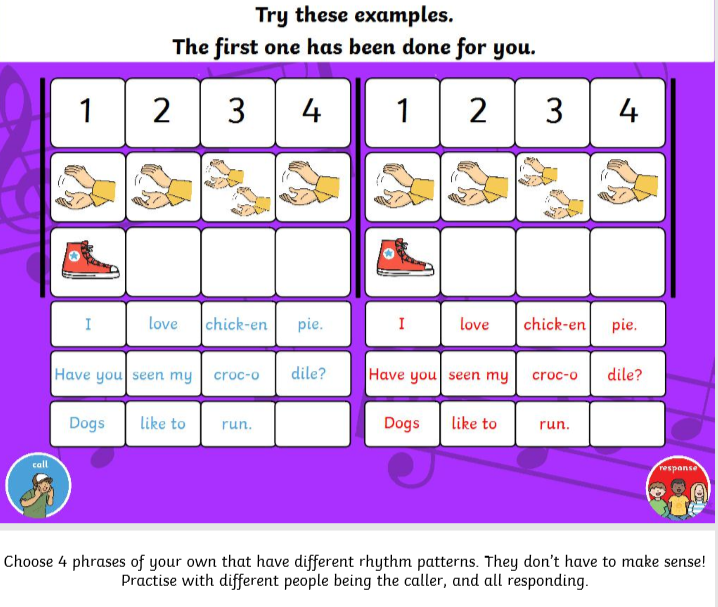 Try these examples.
The first one has been done for you.
1 2 3 4 1 2 3 4
I love chick-en pie. I love chick-en pie.
Have you seen my croc-o dile? Have you seen my croc-o dile?
Dogs like to run. Dogs like to run.
call response
Choose 4 phrases of your own that have different rhythm patterns. They don't have to make sense!
Practise with different people being the caller, and all responding.